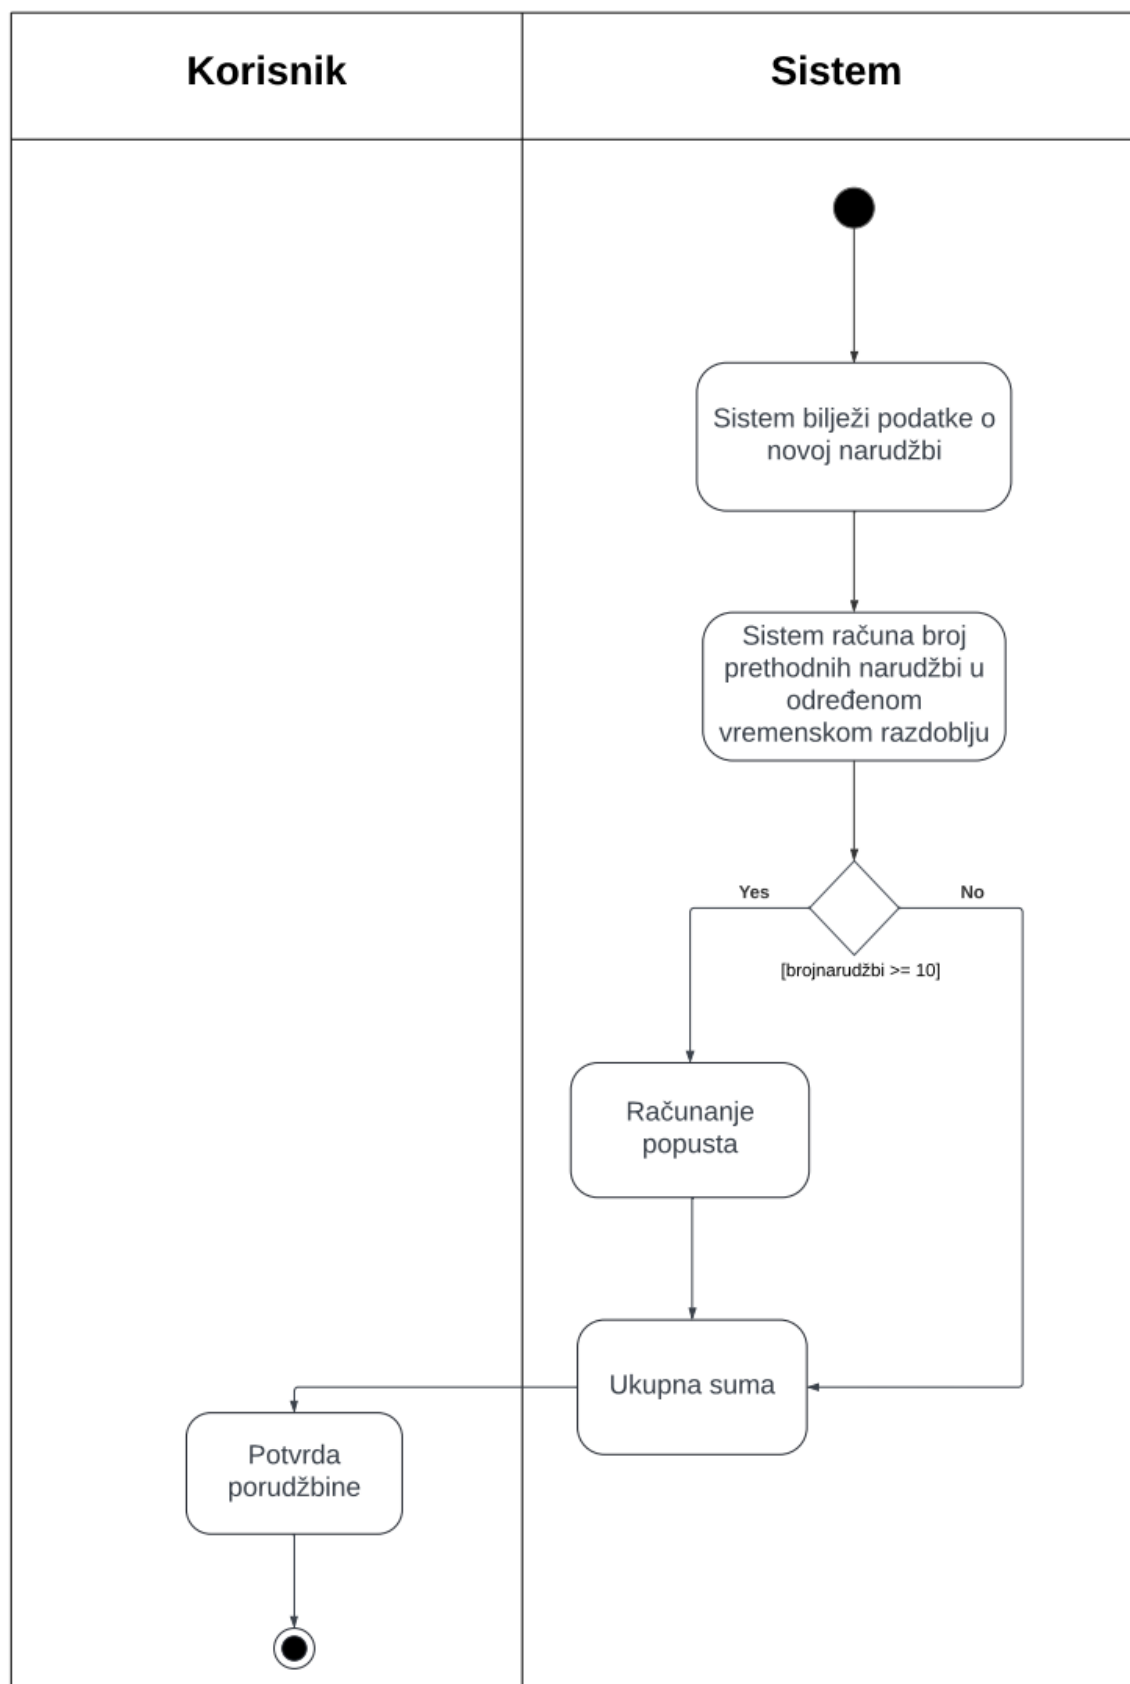 Korisnik
Sistem
Sistem bilježi podatke o
novoj narudžbi
Sistem računa broj
prethodnih narudžbi u
određenom
vremenskom razdoblju
Yes
No
[brojnarudžbi >= 10]
Računanje
popusta
Ukupna suma
Potvrda
porudžbine